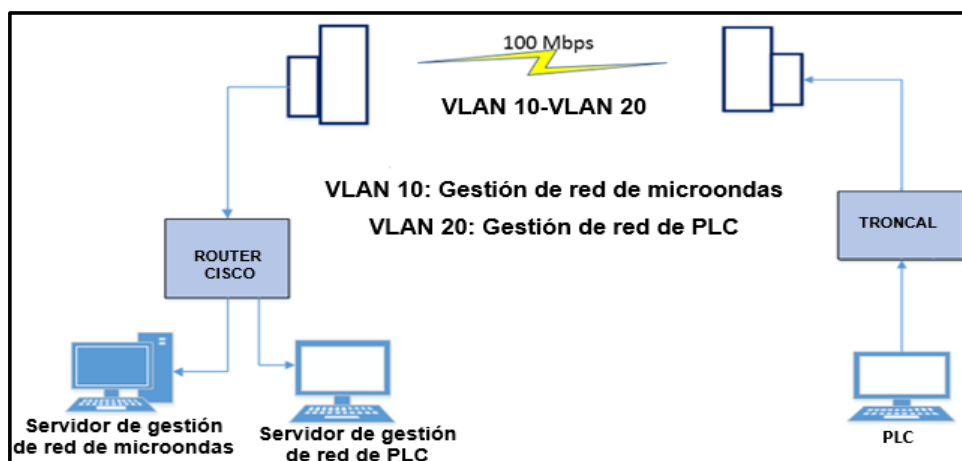 100 Mbps
VLAN 10-VLAN 20
VLAN 10: Gestión de red de microondas
VLAN 20: Gestión de red de PLC
TRONCAL
ROUTER
CISCO
Servidor de gestión
de red de microondas
Servidor de gestión
de red de PLC
PLC